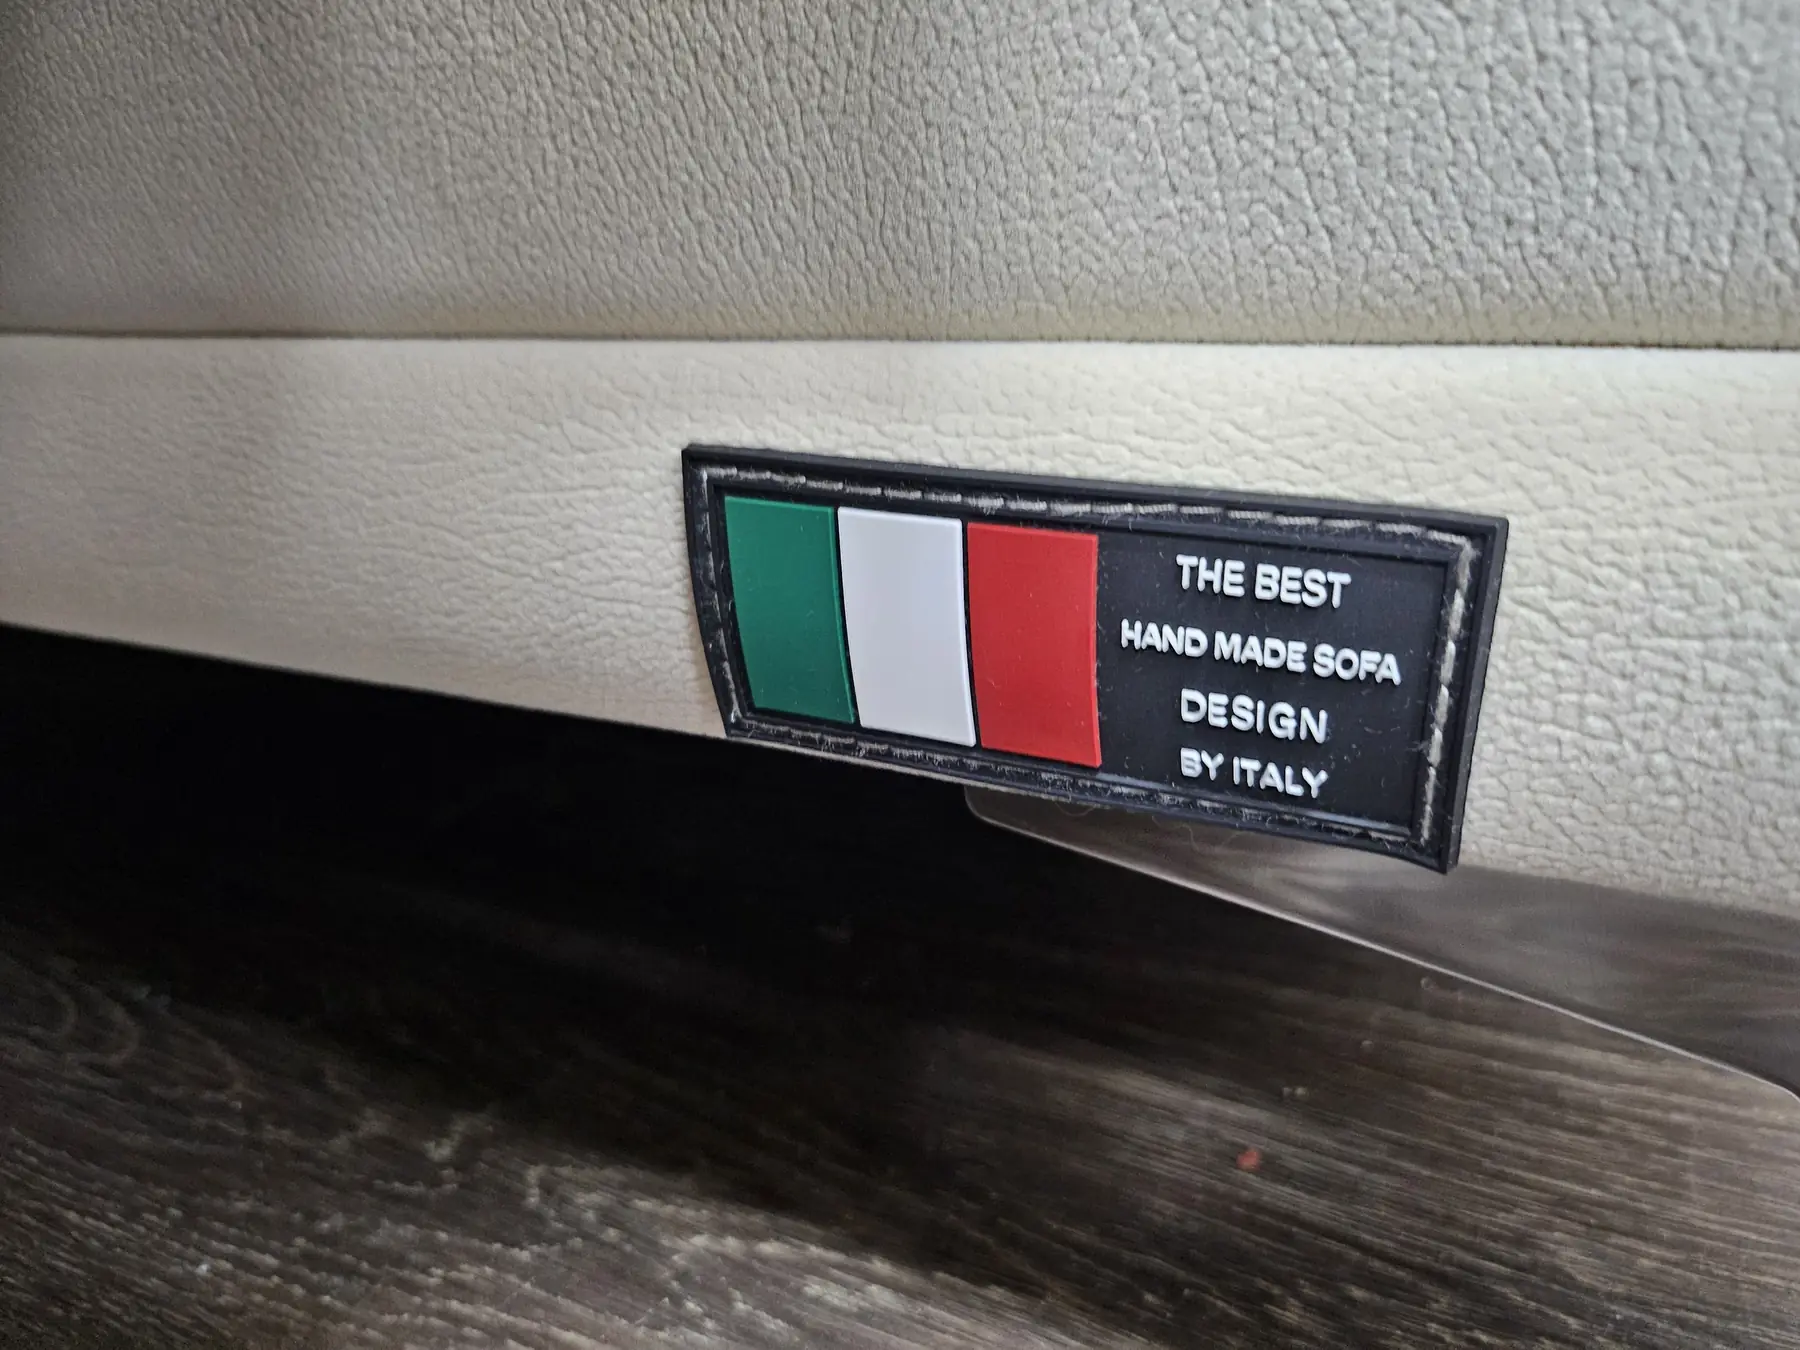 THE BEST
HAND MADE SOFA
DESIGN
BY ITALY